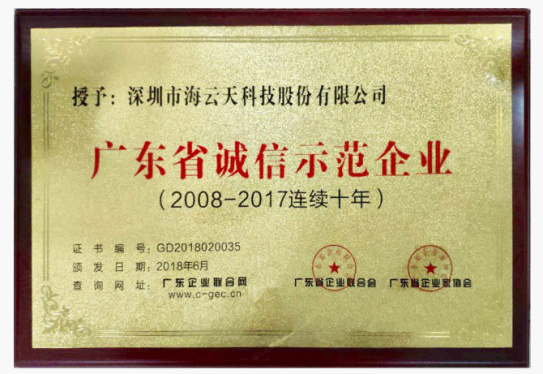 授予：深圳市海云天科技股份有限公司
广东省诚信示范企业
（2008-2017连续十年）
证书编号：GD2018020035
颁发日期：2018年6月
查询网址：广东企业联合网
www.c-gec.cn
广东省企业联合会 广东省企业家协会